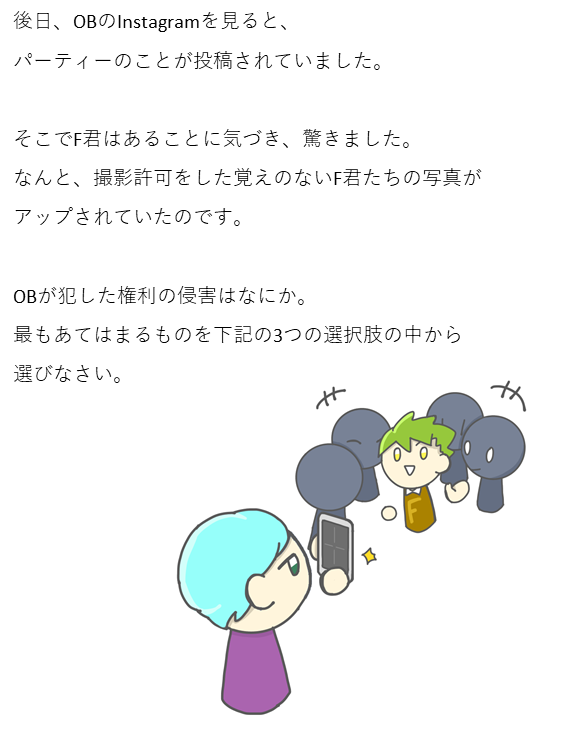 後日、OBのInstagramを見ると、
パーティーのことが投稿されていました。
そこでF君はあることに気づき、驚きました。
なんと、撮影許可をした覚えのないF君たちの写真が
アップされていたのです。
OBが犯した権利の侵害はなにか。
最もあてはまるものを下記の3つの選択肢の中から
選びなさい。
F